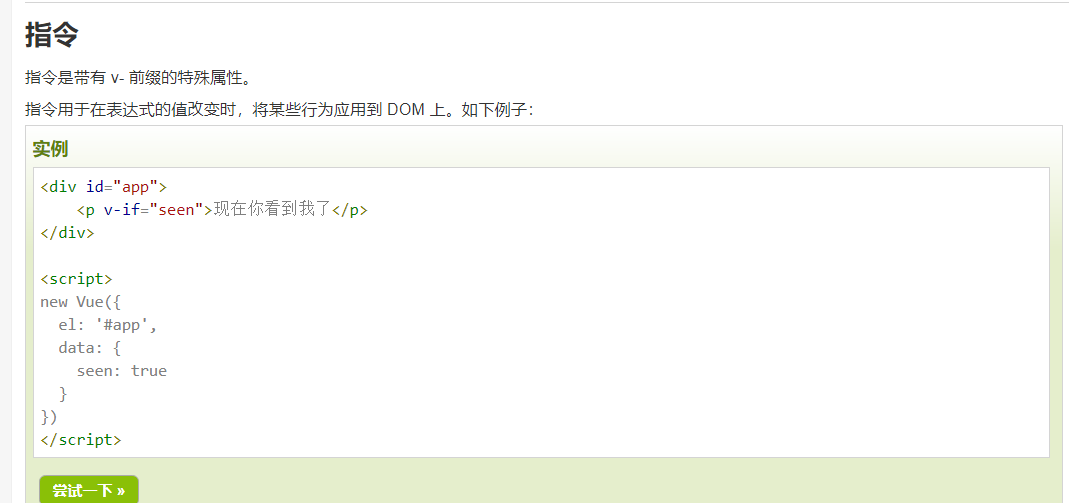 指令
指令是带有 v- 前缀的特殊属性。
指令用于在表达式的值改变时，将某些行为应用到 DOM 上。如下例子：
实例
<div id="app">
    <p v-if="seen">现在你看到我了</p>
</div>

<script>
new Vue({
  el: '#app',
  data: {
    seen: true
  }
})
</script>
尝试一下 »